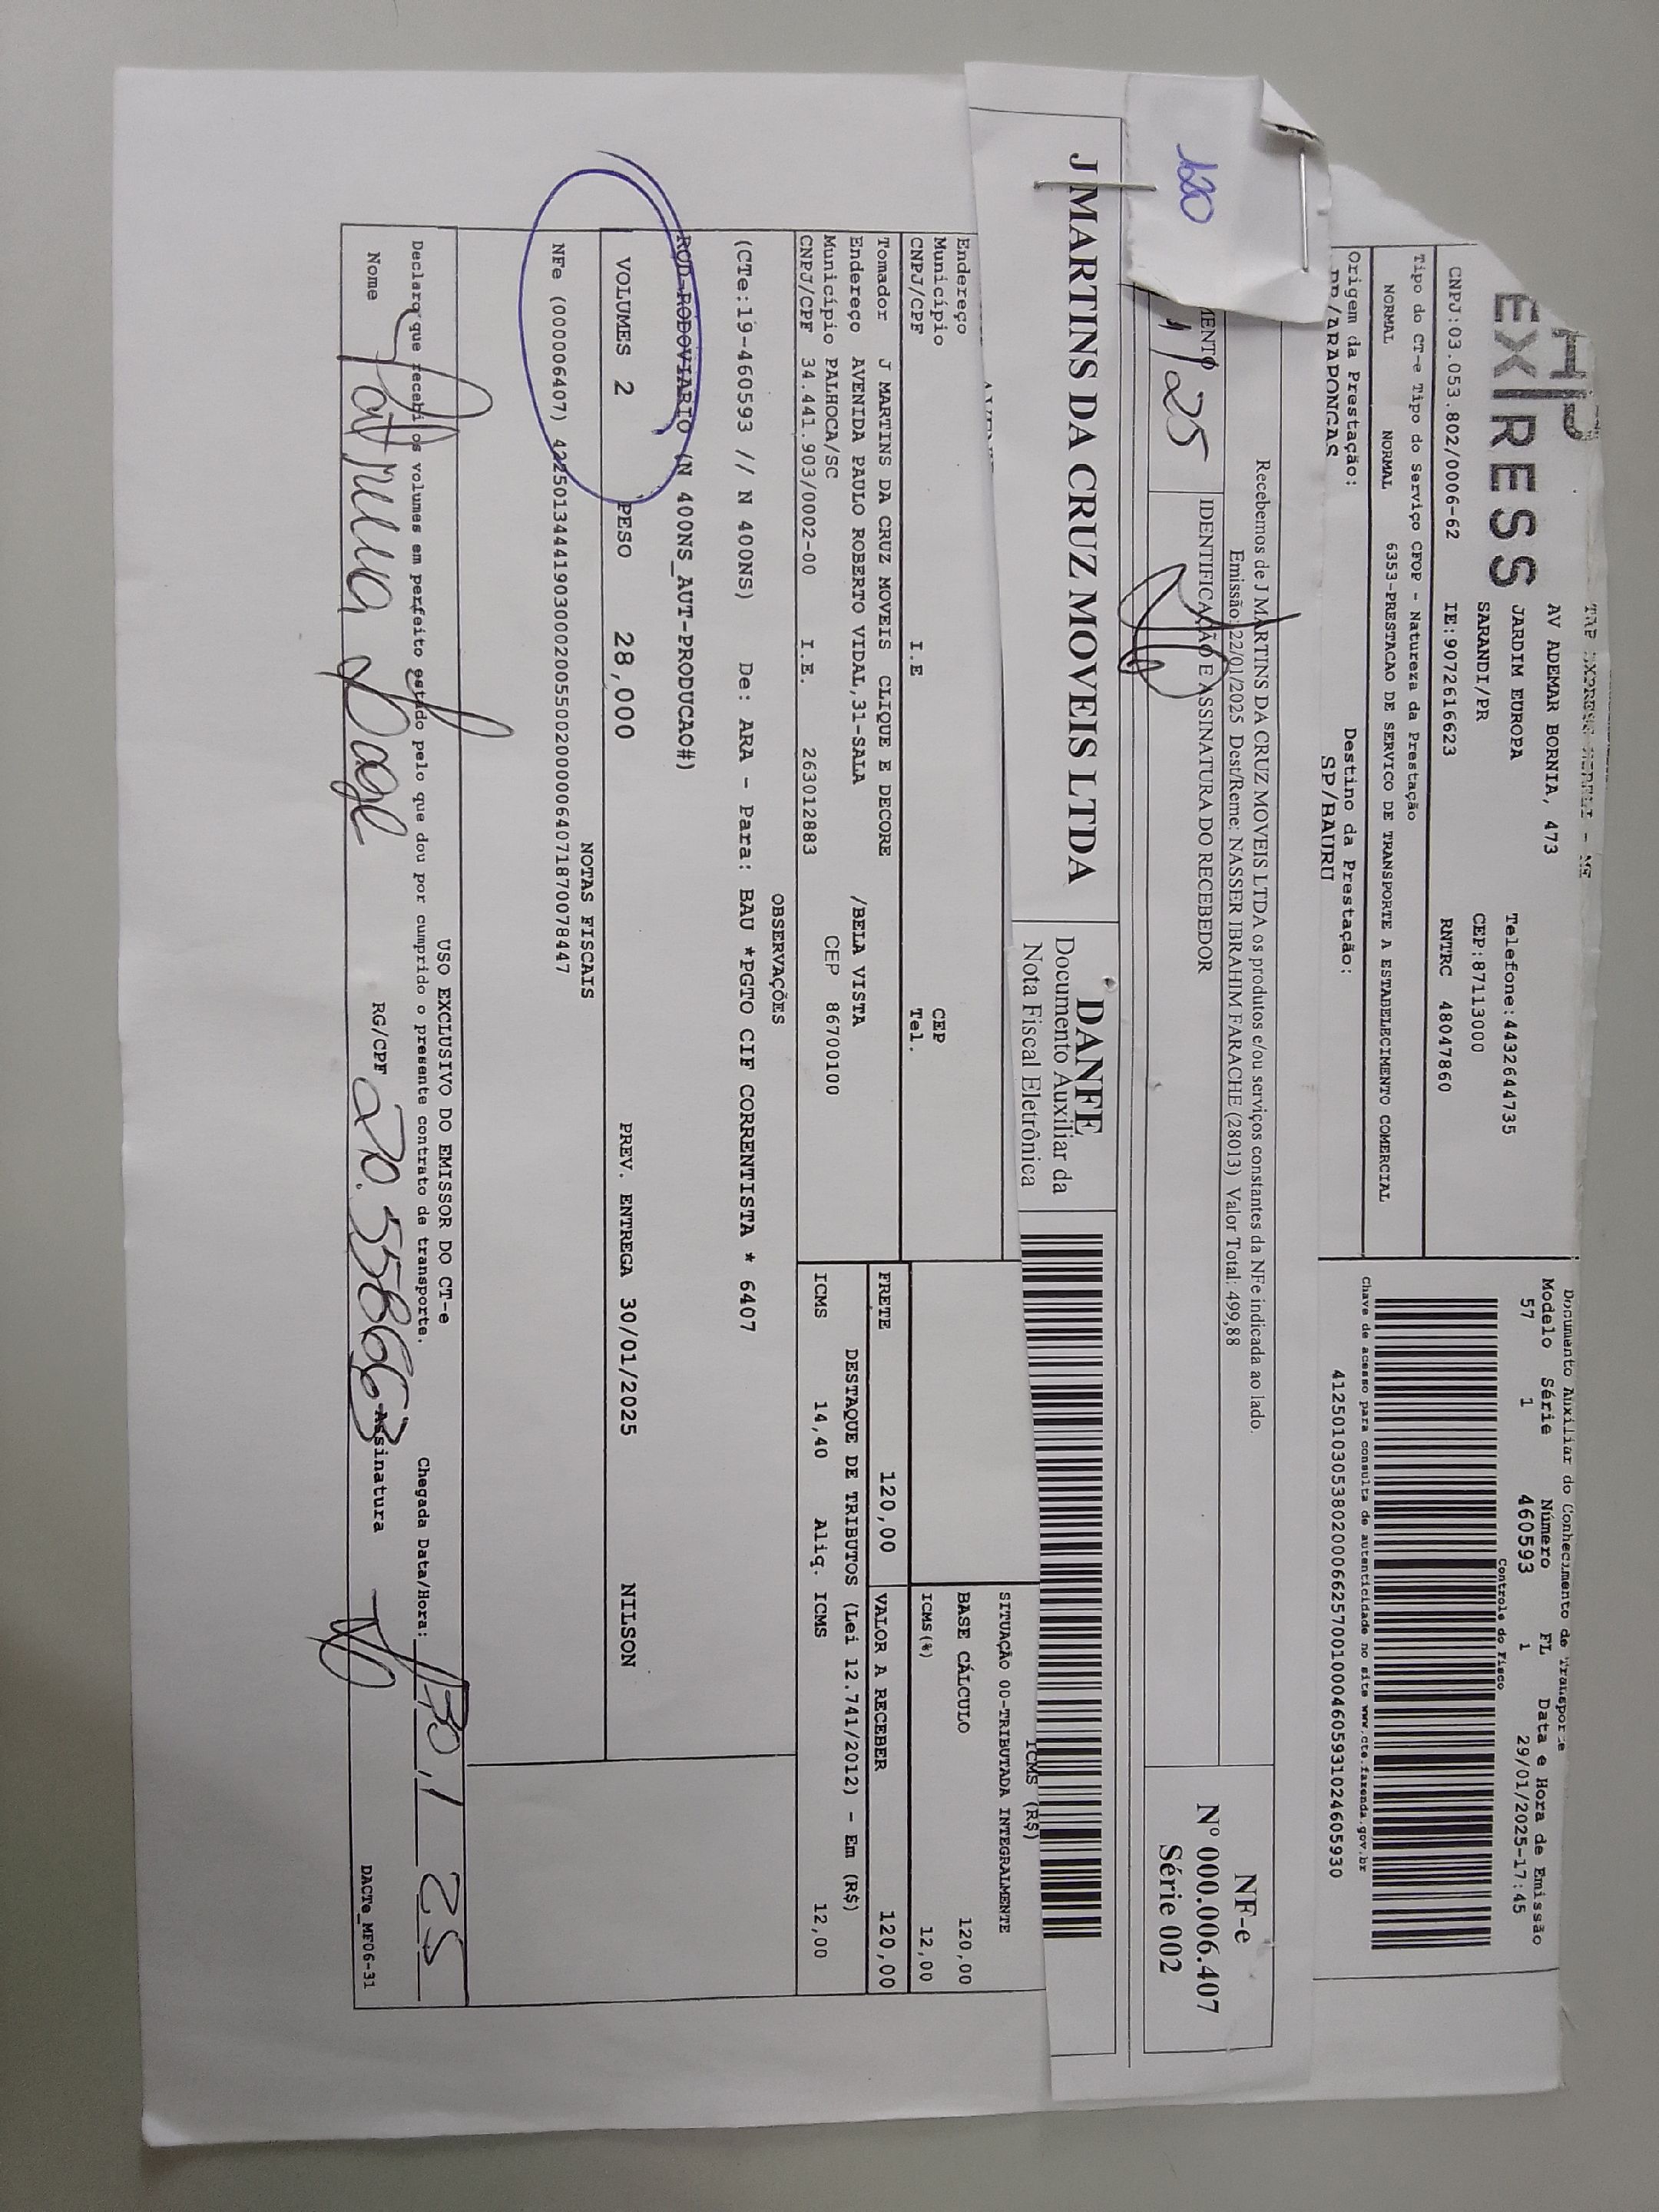 EXPRESS
AV ADEMAR BORNIA, 473
JARDIM EUROPA
Telefone:4432644735
SARANDI/PR
CEP:87113000
CNPJ:03.053.802/0006-62
IE:9072616623
RNTRC 48047860
Tipo do CT-e Tipo do Serviço CFOP - Natureza da Prestação
NORMAL NORMAL 6353-PRESTACAO DE SERVICO DE TRANSPORTE A ESTABELECIMENTO COMERCIAL
Origem da Prestação:
Destino da Prestação:
PR/ARAPONGAS
SP/BAURU
Documento Auxiliar do Conhecimento de Transporte
Modelo Série Número FL Data e Hora de Emissão
57 1 460593 1 29/01/2025-17:45
Controle do Fisco
Chave de acesso para consulta de autenticidade no site www.cte.fazenda.gov.br
41250103053802000662570010004605931024605930
120
Recebemos de J MARTINS DA CRUZ MOVEIS LTDA os produtos e/ou serviços constantes da NFe indicada ao lado.
Emissão: 22/01/2025 Dest/Reme: NASSER IBRAHIM FARACHE (28013) Valor Total: 499,88
IDENTIFICAÇÃO E ASSINATURA DO RECEBEDOR
25
NF-e
Nº 000.006.407
Série 002
J MARTINS DA CRUZ MOVEIS LTDA
DANFE
Documento Auxiliar da
Nota Fiscal Eletrônica
ICMS (R$)
SITUAÇÃO 00-TRIBUTADA INTEGRALMENTE
Endereço
BASE CÁLCULO 120,00
Município
CEP
CNPJ/CPF
I.E
Tel.
ICMS(%) 12,00
Tomador J MARTINS DA CRUZ MOVEIS CLIQUE E DECORE
FRETE 120,00
VALOR A RECEBER 120,00
Endereço AVENIDA PAULO ROBERTO VIDAL,31-SALA /BELA VISTA
DESTAQUE DE TRIBUTOS (Lei 12.741/2012) - Em (R$)
Município PALHOCA/SC
CEP 86700100
CNPJ/CPF 34.441.903/0002-00
I.E. 263012883
ICMS 14,40 Aliq. ICMS 12,00
OBSERVAÇÕES
(CTe:19-460593 // N 400NS) De: ARA - Para: BAU *PGTO CIF CORRENTISTA * 6407
ROD-RODOVIARIO (N 400NS_AUT-PRODUCAO#)
VOLUMES 2
PESO 28,000
PREV. ENTREGA 30/01/2025
NILSON
NOTAS FISCAIS
NFe (000006407) 42250134441903000200550020000064071870078447
USO EXCLUSIVO DO EMISSOR DO CT-e
Declaro que recebi os volumes em perfeito estado pelo que dou por cumprido o presente contrato de transporte.
Chegada Data/Hora: 30 1 25
Nome
RG/CPF
Assinatura
DACTe_MF06-31